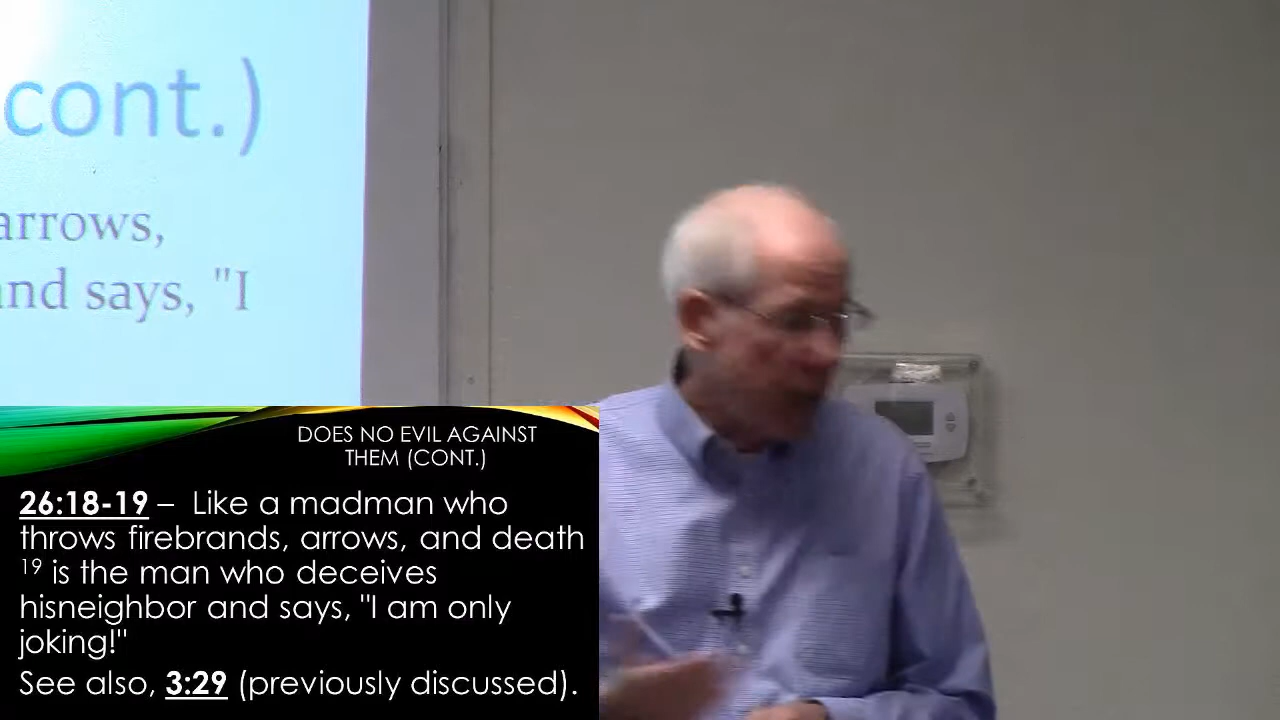 cont.)
arrows,
and says, "I
DOES NO EVIL AGAINST
THEM (CONT.)
26:18-19 – Like a madman who
throws firebrands, arrows, and death
19 is the man who deceives
hisneighbor and says, "I am only
joking!"
See also, 3:29 (previously discussed).